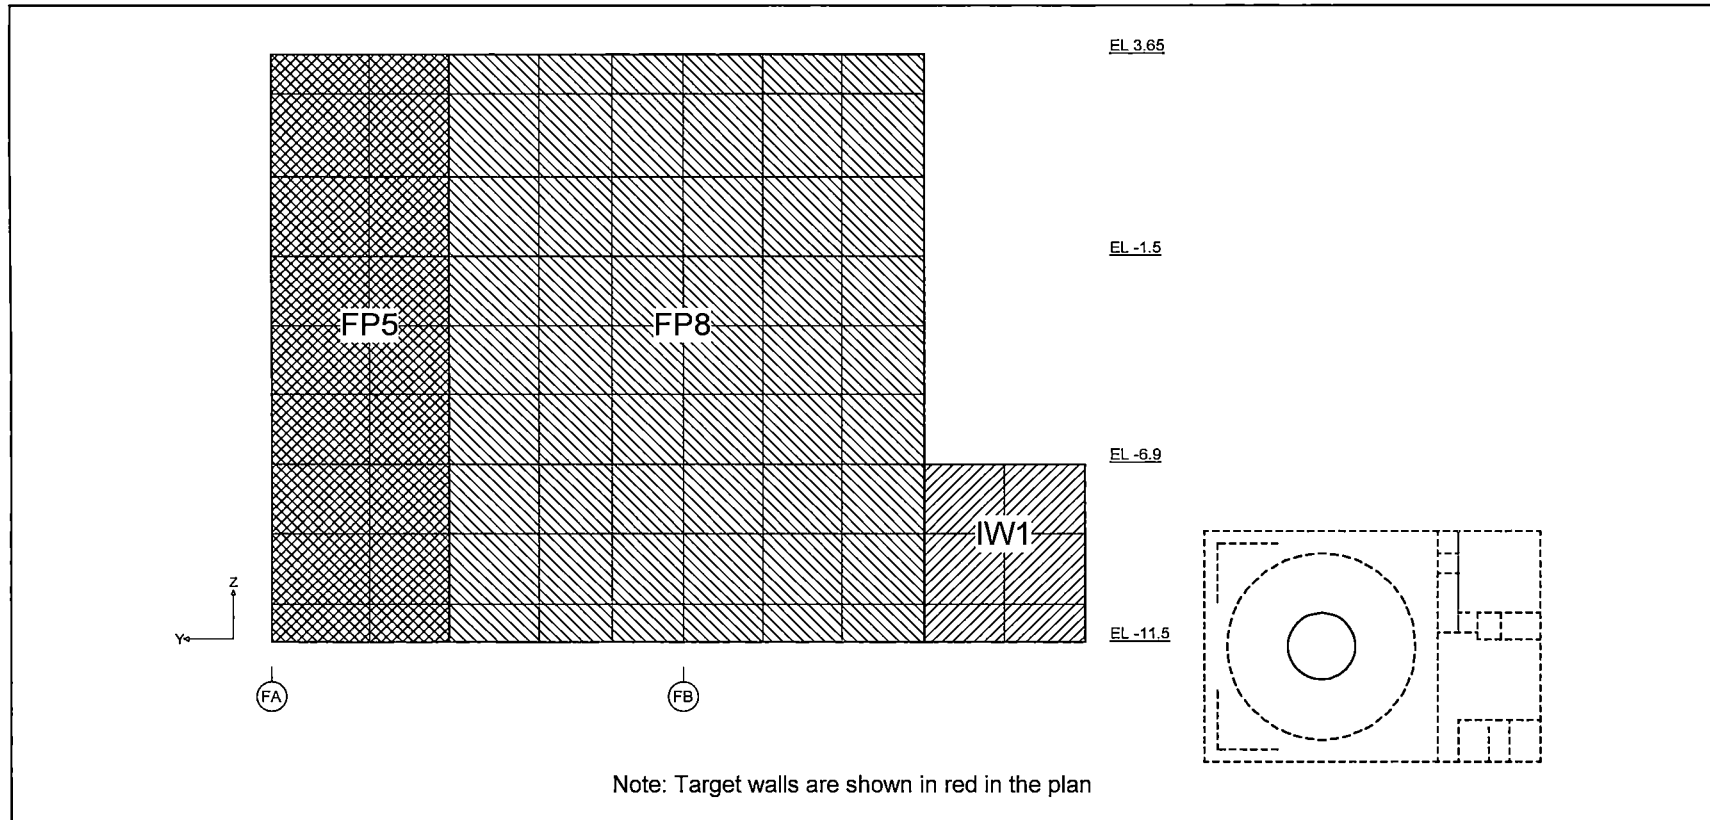 EL 3.65
EL -1.5
FP5
FP8
EL -6.9
IW1
Z
Y
EL -11.5
FA
FB
Note: Target walls are shown in red in the plan